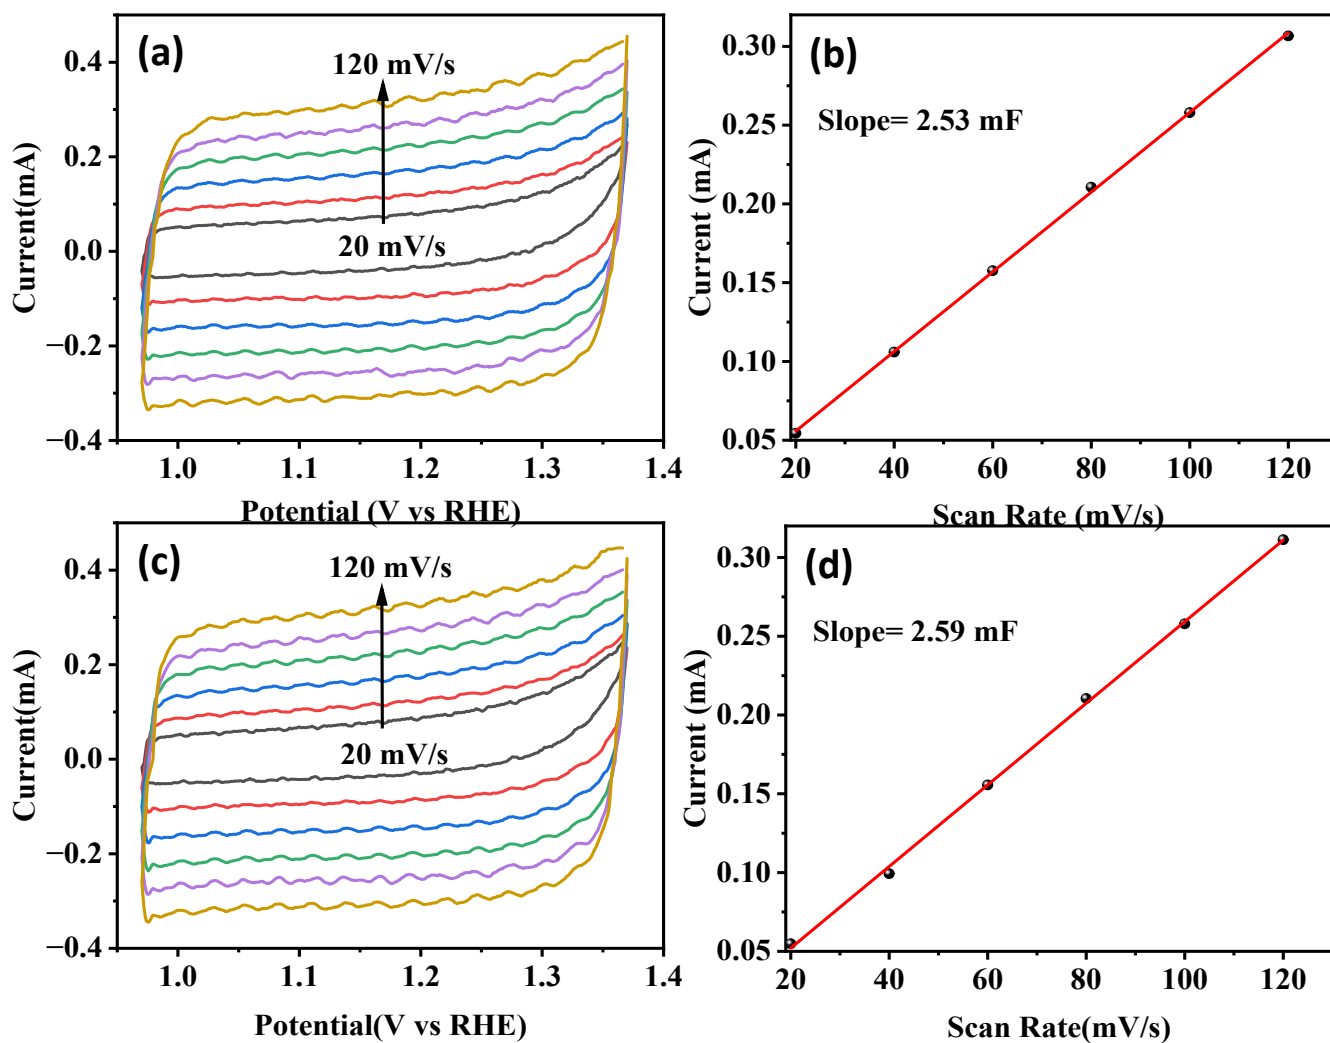 (a)
120 mV/s
20 mV/s
0.4
0.2
0.0
−0.2
−0.4
Current(mA)
1.0 1.1 1.2 1.3 1.4
Potential (V vs RHE)
(b)
Slope= 2.53 mF
0.30
0.25
0.20
0.15
0.10
0.05
Current (mA)
20 40 60 80 100 120
Scan Rate (mV/s)
(c)
120 mV/s
20 mV/s
0.4
0.2
0.0
−0.2
−0.4
Current(mA)
1.0 1.1 1.2 1.3 1.4
Potential(V vs RHE)
(d)
Slope= 2.59 mF
0.30
0.25
0.20
0.15
0.10
0.05
Current (mA)
20 40 60 80 100 120
Scan Rate(mV/s)